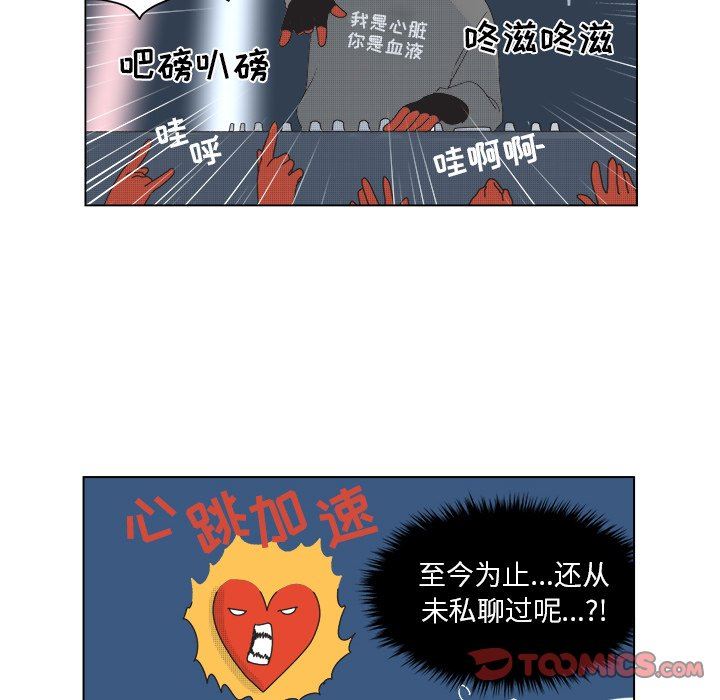 我是心脏
你是血液
咚滋咚滋
吧磅叭磅
哇
呼
哇啊啊-
心跳加速
至今为止...还从
未私聊过呢...?!
TOOMICS.COM